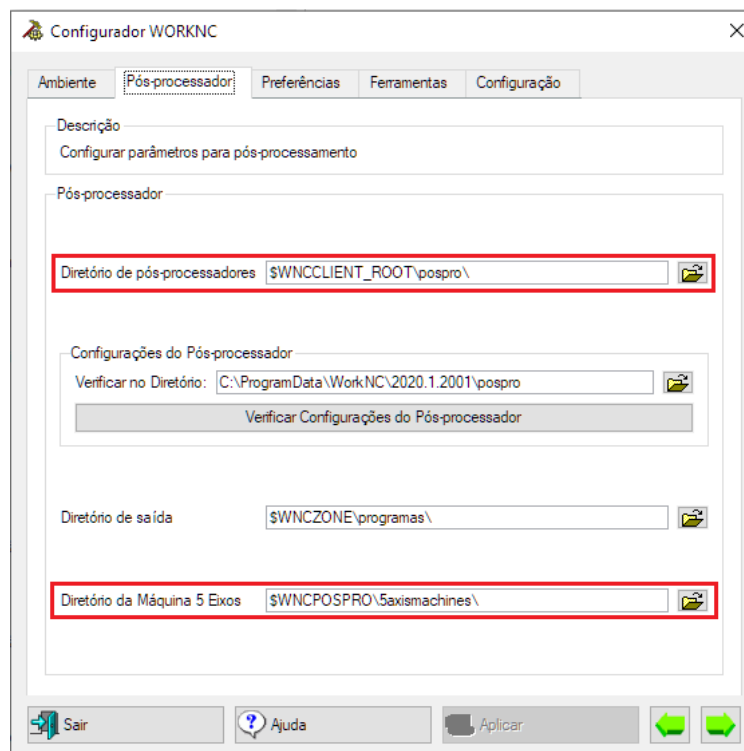 Configurador WORKNC
Ambiente Pós-processador Preferências Ferramentas Configuração
Descrição
Configurar parâmetros para pós-processamento
Pós-processador
Diretório de pós-processadores $WNCCLIENT_ROOT\pospro\
Configurações do Pós-processador
Verificar no Diretório: C:\ProgramData\WorkNC\2020.1.2001\pospro
Verificar Configurações do Pós-processador
Diretório de saída $WNCZONE\programas\
Diretório da Máquina 5 Eixos $WNCPOSPRO\5axismachines\
Sair Ajuda Aplicar